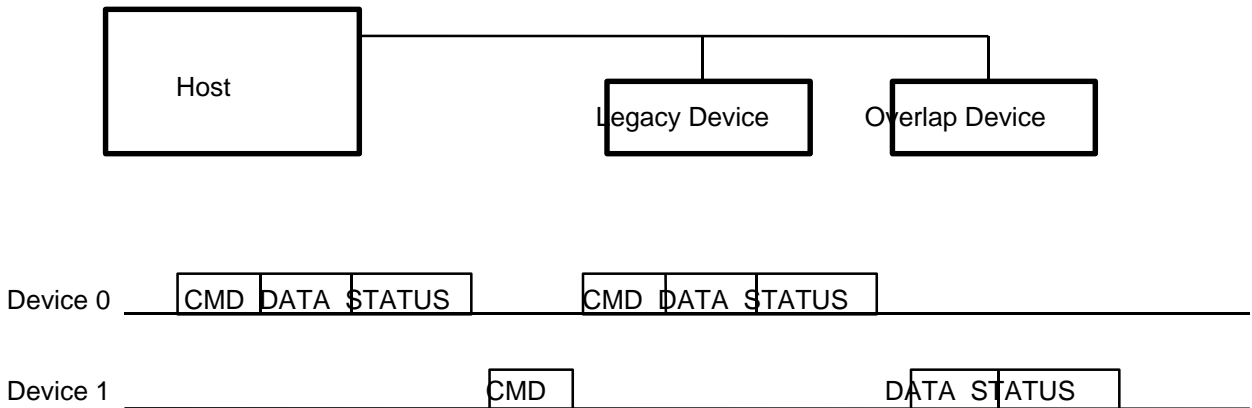 Host
Legacy Device Overlap Device
Device 0 CMD DATA STATUS CMD DATA STATUS
Device 1 CMD DATA STATUS